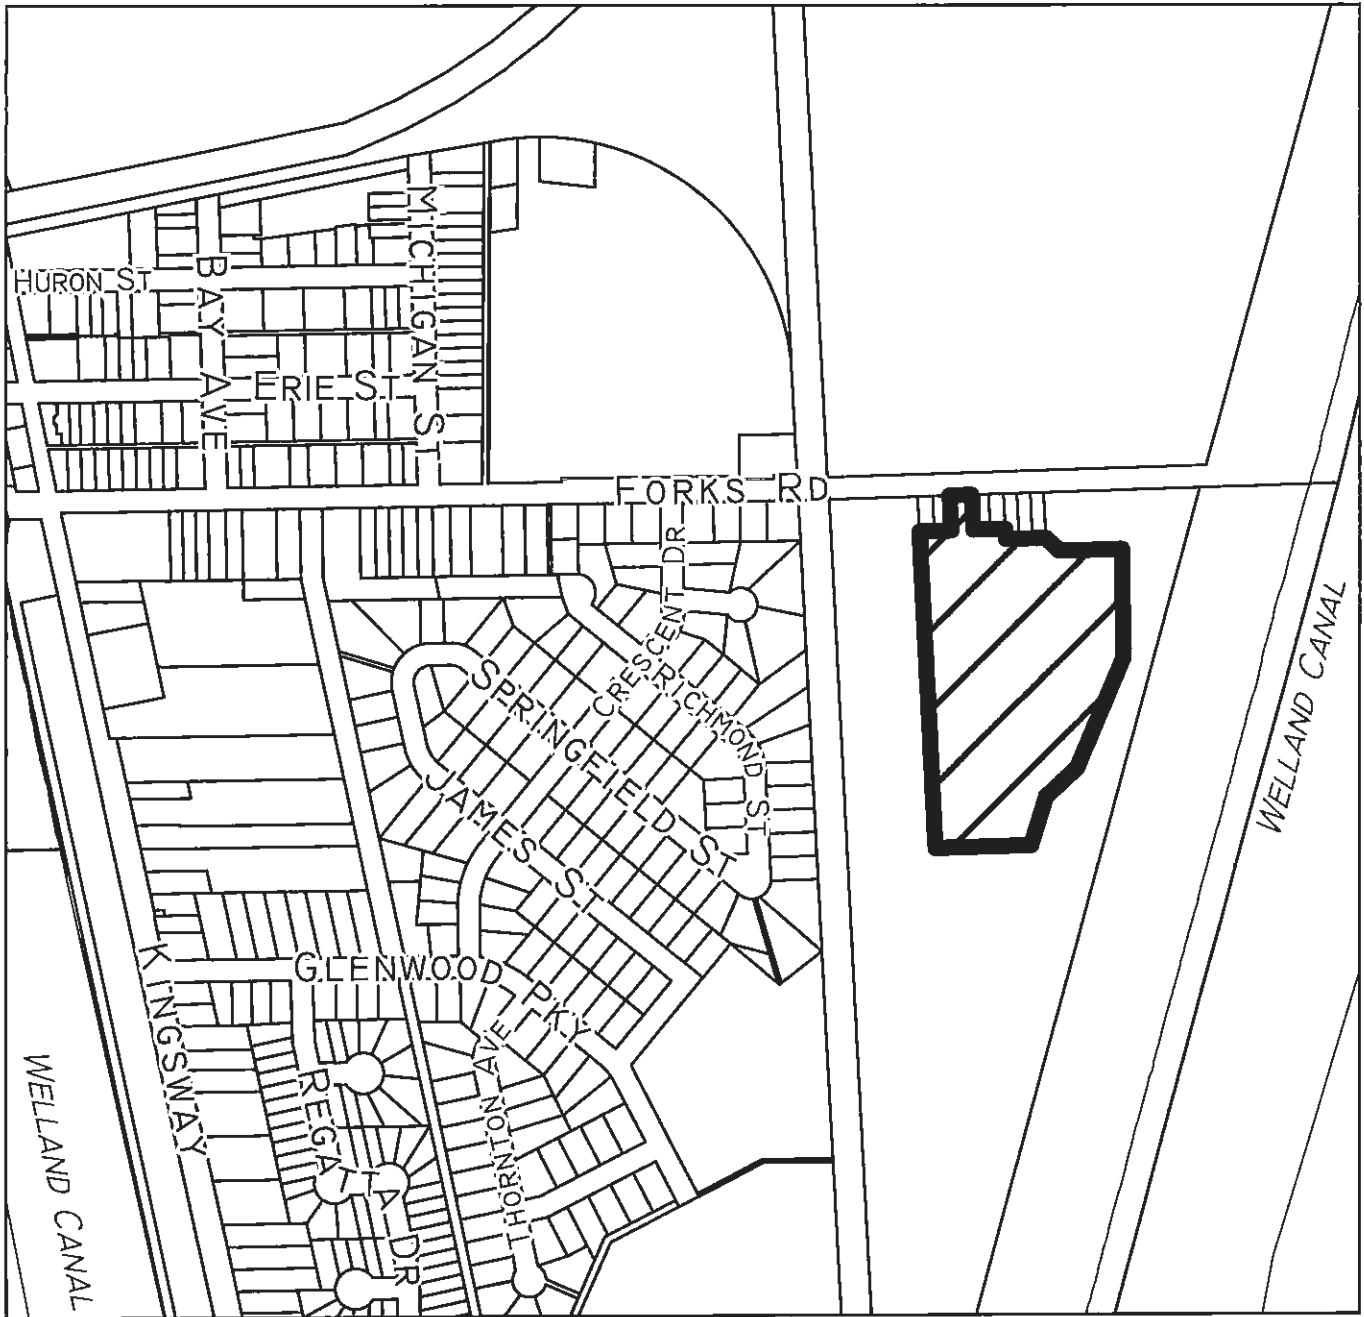 MICHIGAN ST
HURON ST
BAY AVE
ERIE ST
FORKS RD
CRESCENT DR
RICHMOND ST
SPRINGFIELD ST
JAMES ST
WELLAND CANAL
GLENWOOD PKY
KINGSWAY
THORNTON AVE
REGATTA DR
WELLAND CANAL